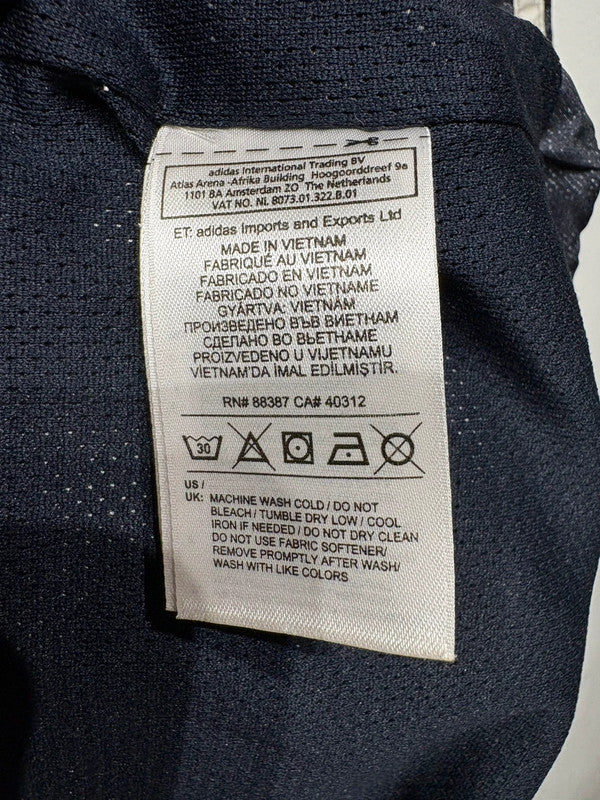 adidas International Trading BV
Atlas Arena -Afrika Building Hoogoorddreef 9a
1101 BA Amsterdam ZO The Netherlands
VAT NO. NL 8073.01.322.B.01
ET: adidas Imports and Exports Ltd
MADE IN VIETNAM
FABRIQUÉ AU VIETNAM
FABRICADO EN VIETNAM
FABRICADO NO VIETNAME
GYÁRTVA: VIETNÁM
ПРОИЗВЕДЕНО ВЪВ ВИЕТНАМ
СДЕЛАНО ВО ВЬЕТНАМЕ
PROIZVEDENO U VIJETNAMU
VİETNAM'DA İMAL EDİLMİŞTİR.
RN# 88387 CA# 40312
30
US /
UK: MACHINE WASH COLD / DO NOT
BLEACH / TUMBLE DRY LOW / COOL
IRON IF NEEDED / DO NOT DRY CLEAN
DO NOT USE FABRIC SOFTENER/
REMOVE PROMPTLY AFTER WASH/
WASH WITH LIKE COLORS